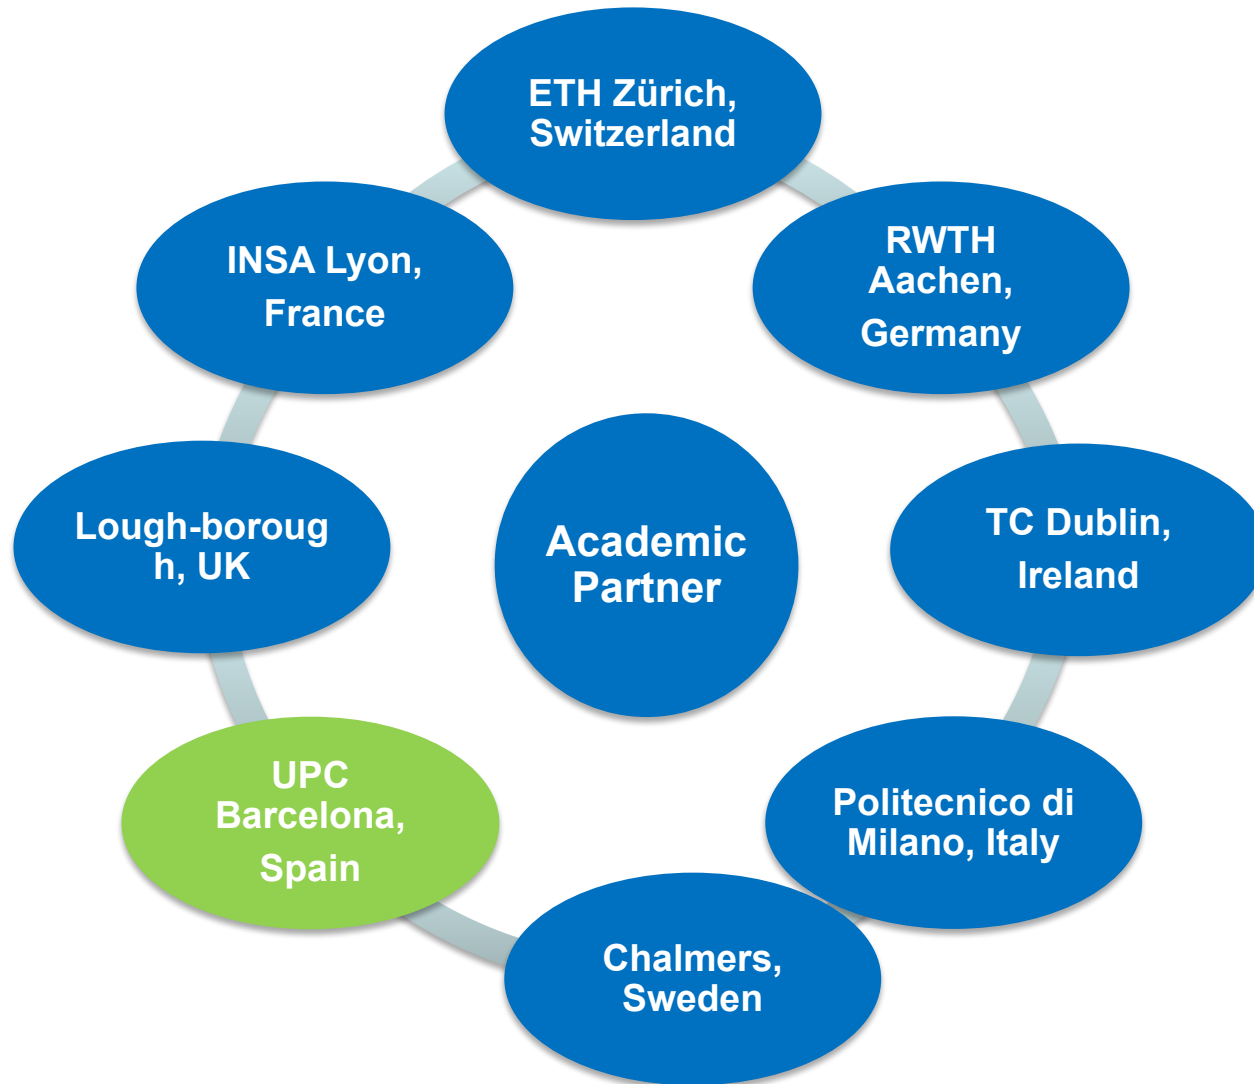 ETH Zürich,
Switzerland
RWTH
Aachen,
Germany
TC Dublin,
Ireland
Politecnico di
Milano, Italy
Chalmers,
Sweden
UPC
Barcelona,
Spain
Lough-boroug
h, UK
INSA Lyon,
France
Academic
Partner